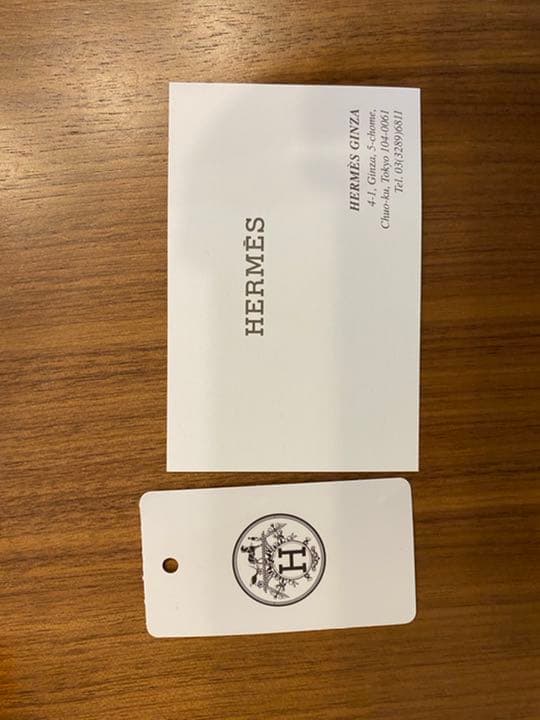 HERMÈS
HERMÈS GINZA
4-1, Ginza, 5-chome,
Chuo-ku, Tokyo 104-0061
Tel. 03(3289)6811
H